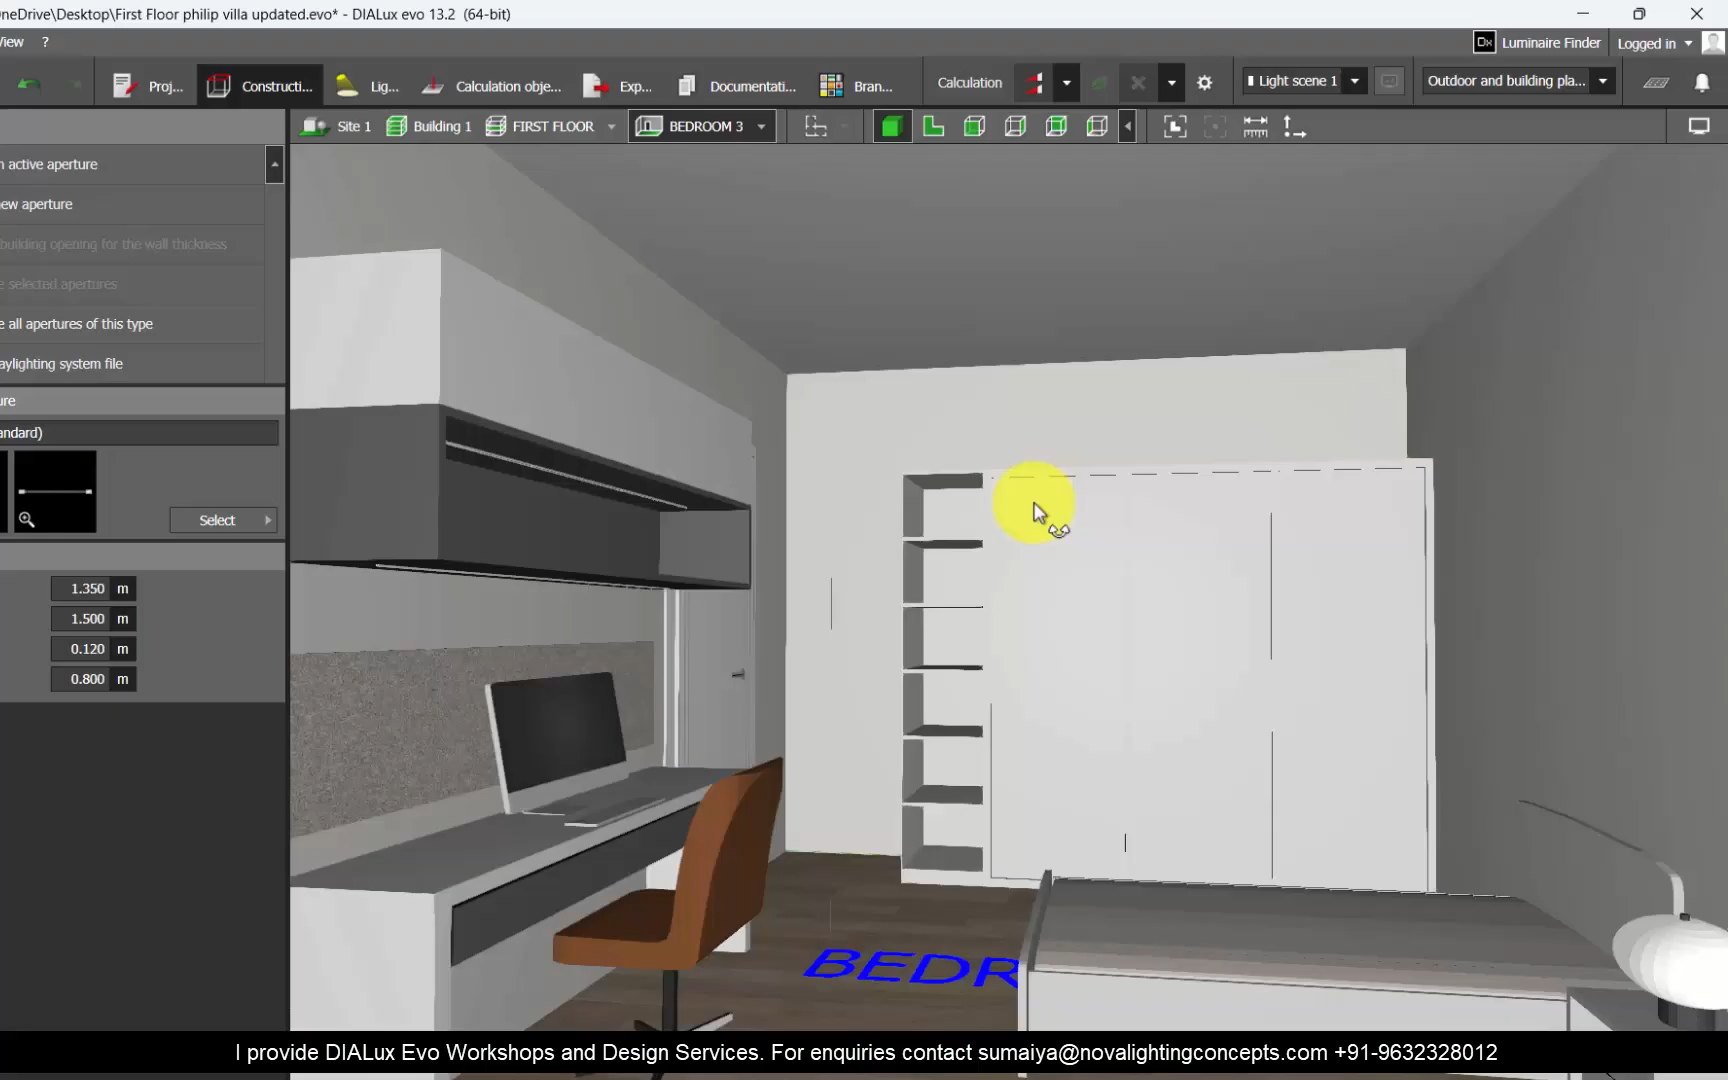 neDrive\Desktop\First Floor philip villa updated.evo* - DIALux evo 13.2 (64-bit)
View ?
Luminaire Finder Logged in
Proj... Constructi... Lig... Calculation obje... Exp... Documentati... Bran... Calculation Light scene 1 Outdoor and building pla...
Site 1 Building 1 FIRST FLOOR BEDROOM 3
n active aperture
ew aperture
building opening for the wall thickness
e selected apertures
e all apertures of this type
aylighting system file
ure
andard)
Select
1.350 m
1.500 m
0.120 m
0.800 m
BEDR
I provide DIALux Evo Workshops and Design Services. For enquiries contact sumaiya@novalightingconcepts.com +91-9632328012